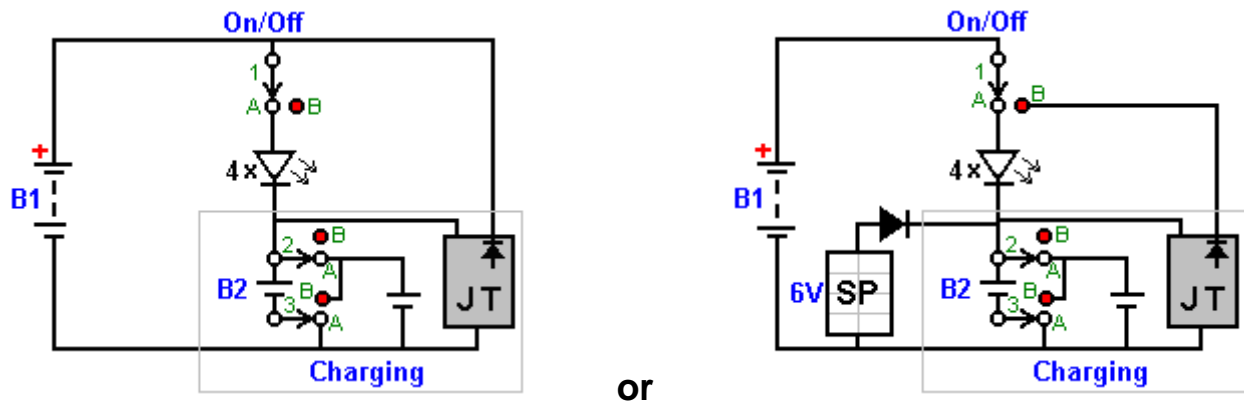 On/Off
1
A B
+
4×
B1
B
2
A
B2
B
3
A
JT
Charging
or
On/Off
1
A B
+
4×
B1
B
2
A
6V SP
B2
B
3
A
JT
Charging